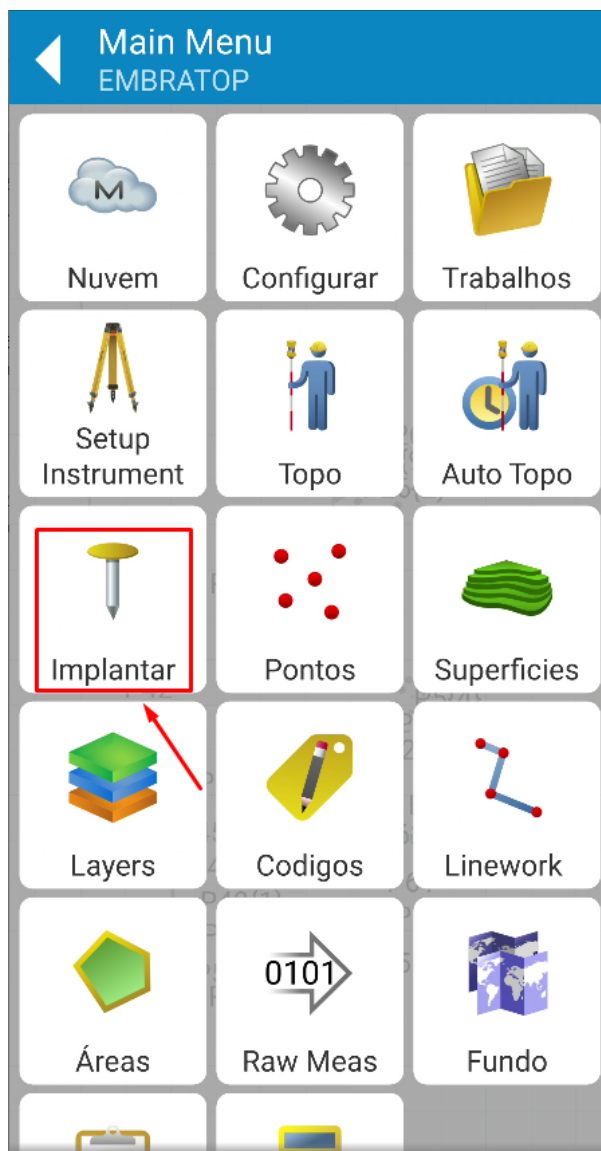 Main Menu
EMBRATOP
M
Nuvem
Configurar
Trabalhos
Setup
Instrument
Topo
Auto Topo
Implantar
Pontos
Superficies
Layers
Codigos
Linework
0101
Áreas
Raw Meas
Fundo